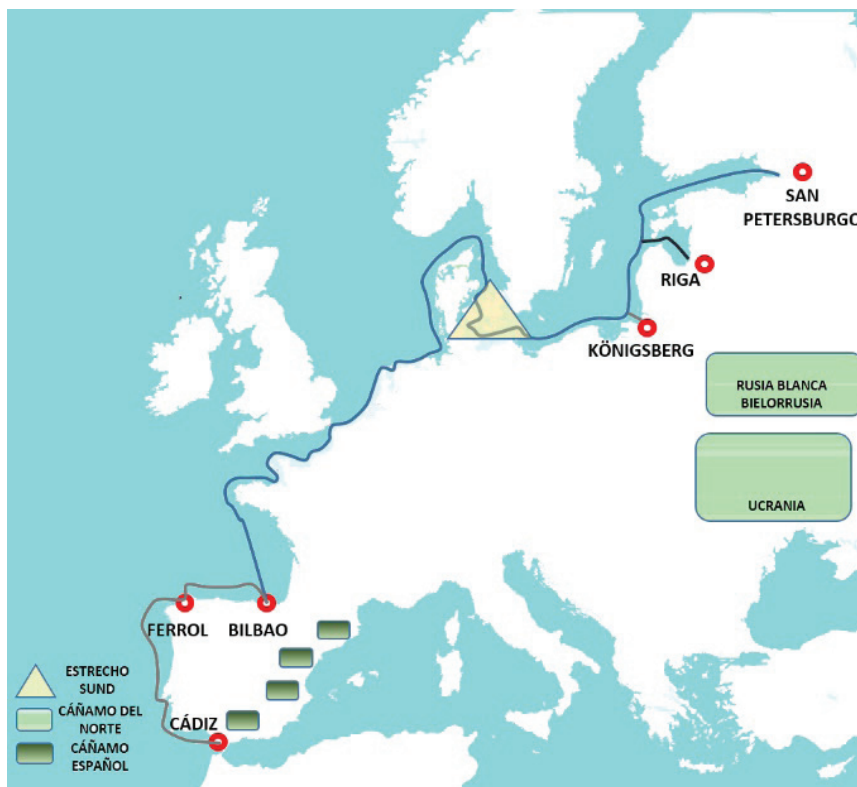 SAN
PETERSBURGO
RIGA
KÖNIGSBERG
RUSIA BLANCA
BIELORRUSIA
UCRANIA
FERROL
BILBAO
CÁDIZ
ESTRECHO
SUND
CÁÑAMO DEL
NORTE
CÁÑAMO
ESPAÑOL